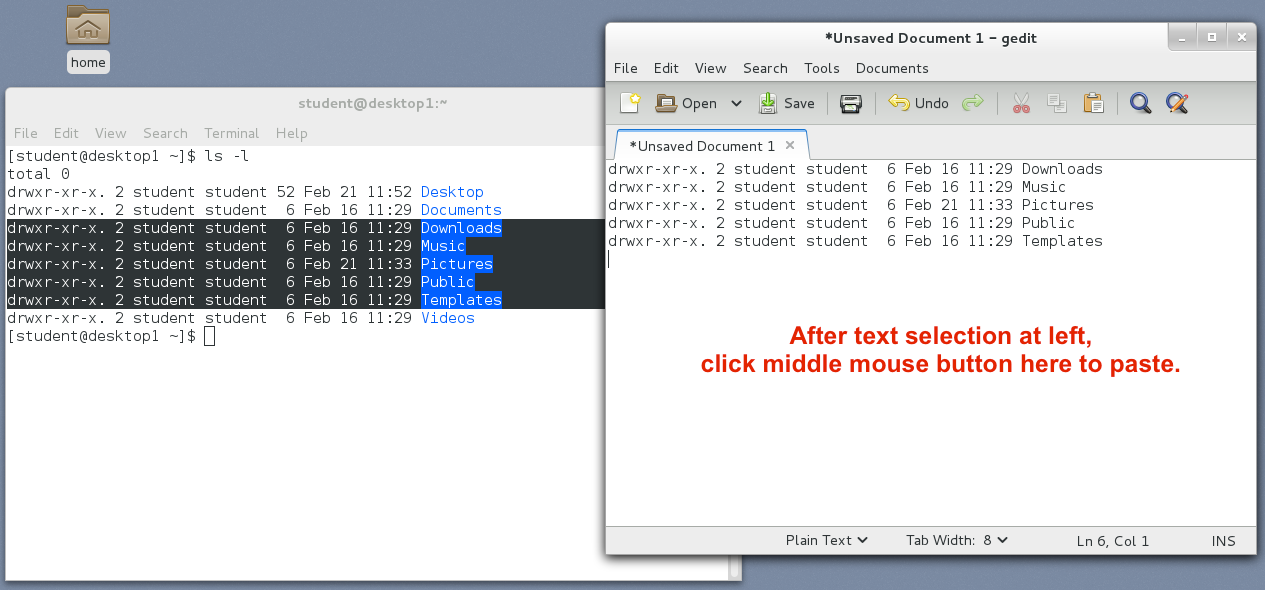 home
student@desktop1:~
File Edit View Search Terminal Help
[student@desktop1 ~]$ ls -l
total 0
drwxr-xr-x. 2 student student 52 Feb 21 11:52 Desktop
drwxr-xr-x. 2 student student  6 Feb 16 11:29 Documents
drwxr-xr-x. 2 student student  6 Feb 16 11:29 Downloads
drwxr-xr-x. 2 student student  6 Feb 16 11:29 Music
drwxr-xr-x. 2 student student  6 Feb 21 11:33 Pictures
drwxr-xr-x. 2 student student  6 Feb 16 11:29 Public
drwxr-xr-x. 2 student student  6 Feb 16 11:29 Templates
drwxr-xr-x. 2 student student  6 Feb 16 11:29 Videos
[student@desktop1 ~]$
*Unsaved Document 1 - gedit
File Edit View Search Tools Documents
Open Save Undo
*Unsaved Document 1
drwxr-xr-x. 2 student student  6 Feb 16 11:29 Downloads
drwxr-xr-x. 2 student student  6 Feb 16 11:29 Music
drwxr-xr-x. 2 student student  6 Feb 21 11:33 Pictures
drwxr-xr-x. 2 student student  6 Feb 16 11:29 Public
drwxr-xr-x. 2 student student  6 Feb 16 11:29 Templates
After text selection at left,
click middle mouse button here to paste.
Plain Text Tab Width: 8 Ln 6, Col 1 INS